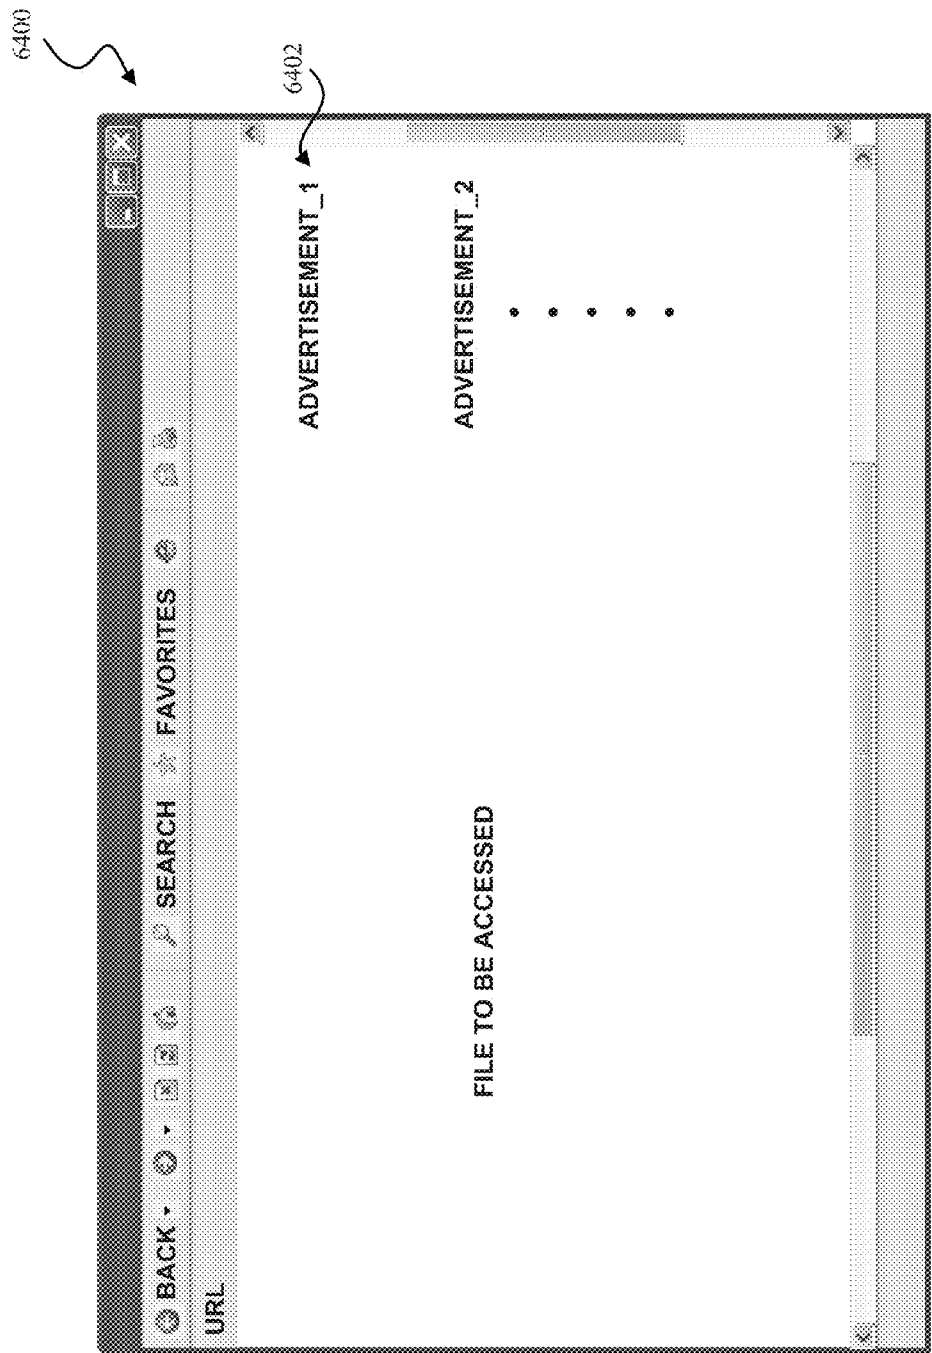 6400
BACK SEARCH FAVORITES
URL
6402
ADVERTISEMENT_1
FILE TO BE ACCESSED
ADVERTISEMENT_2